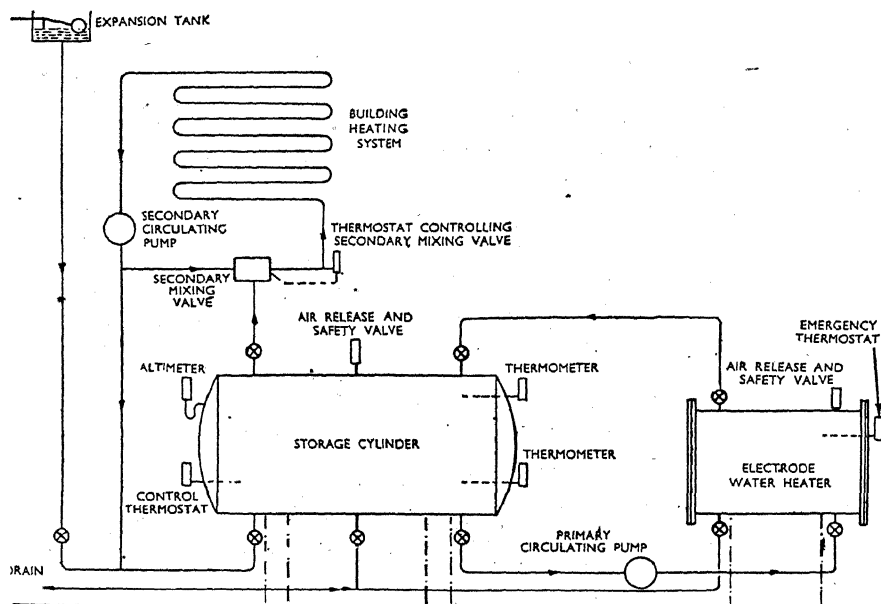 EXPANSION TANK
BUILDING
HEATING
SYSTEM
SECONDARY
CIRCULATING
PUMP
THERMOSTAT CONTROLLING
SECONDARY MIXING VALVE
SECONDARY
MIXING
VALVE
AIR RELEASE AND
SAFETY VALVE
EMERGENCY
THERMOSTAT
ALTIMETER
THERMOMETER
AIR RELEASE AND
SAFETY VALVE
STORAGE CYLINDER
THERMOMETER
ELECTRODE
WATER HEATER
CONTROL
THERMOSTAT
PRIMARY
CIRCULATING PUMP
DRAIN